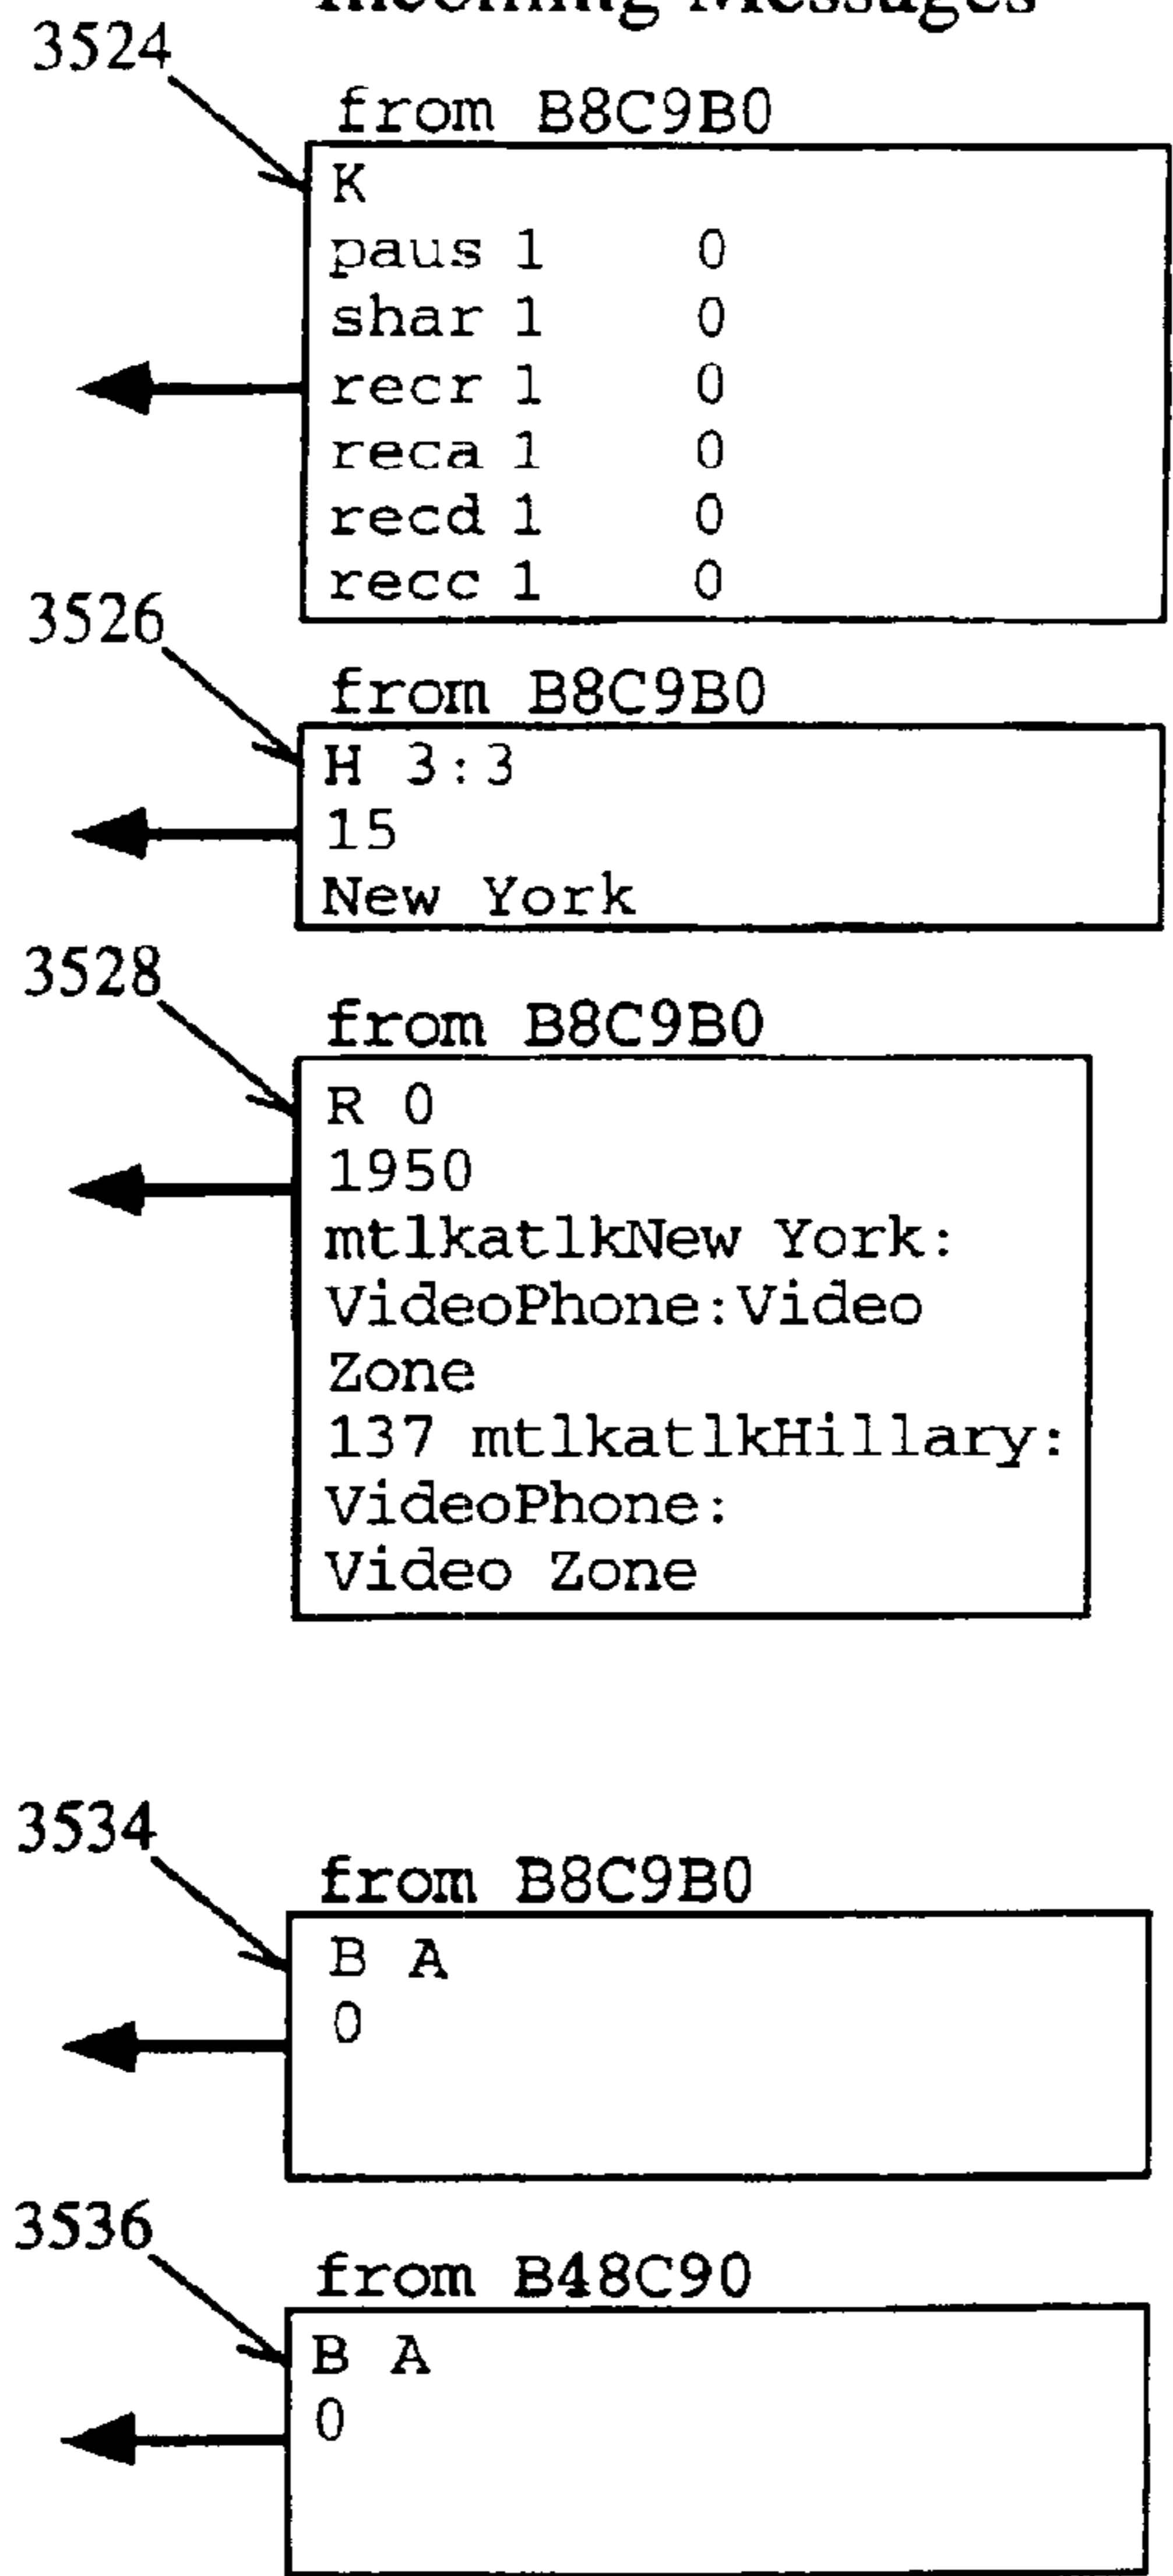 Incoming Messages
3524
from B8C9B0
K
paus 1 0
shar 1 0
recr 1 0
reca 1 0
recd 1 0
recc 1 0
3526
from B8C9B0
H 3:3
15
New York
3528
from B8C9B0
R 0
1950
mtlkatlkNew York:
VideoPhone:Video
Zone
137 mtlkatlkHillary:
VideoPhone:
Video Zone
3534
from B8C9B0
B A
0
3536
from B48C90
B A
0